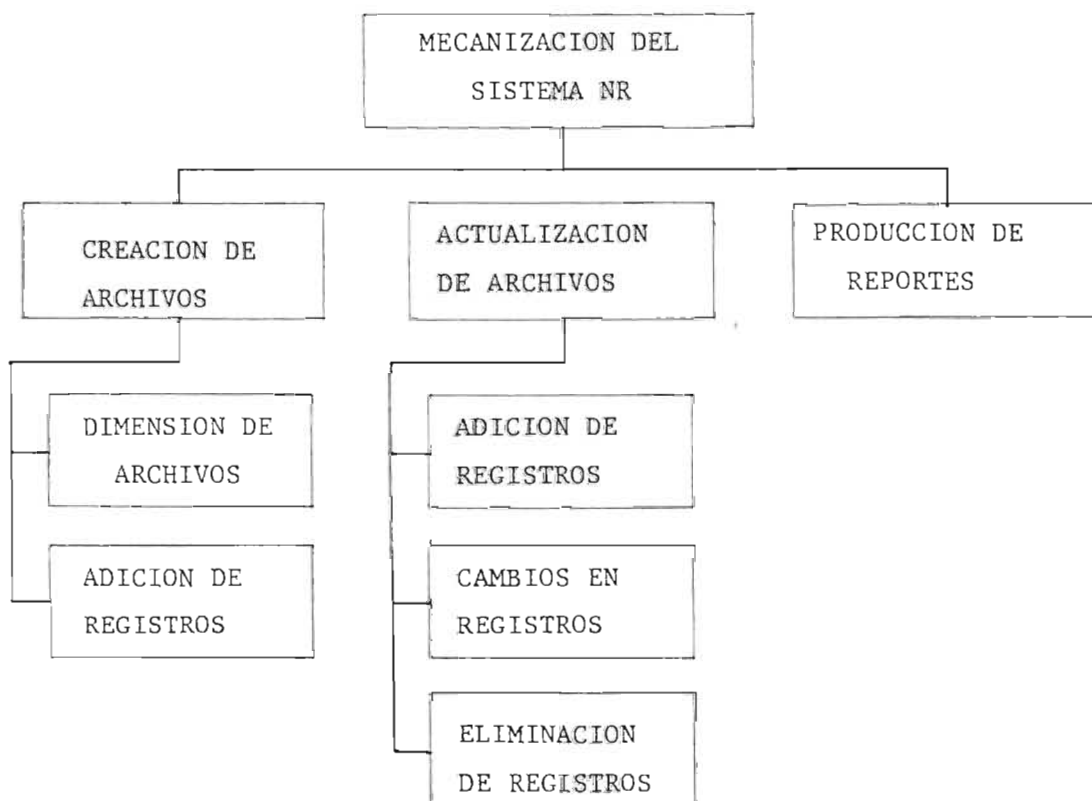 MECANIZACION DEL
SISTEMA NR
CREACION DE
ARCHIVOS
ACTUALIZACION
DE ARCHIVOS
PRODUCCION DE
REPORTES
DIMENSION DE
ARCHIVOS
ADICION DE
REGISTROS
ADICION DE
REGISTROS
CAMBIOS EN
REGISTROS
ELIMINACION
DE REGISTROS